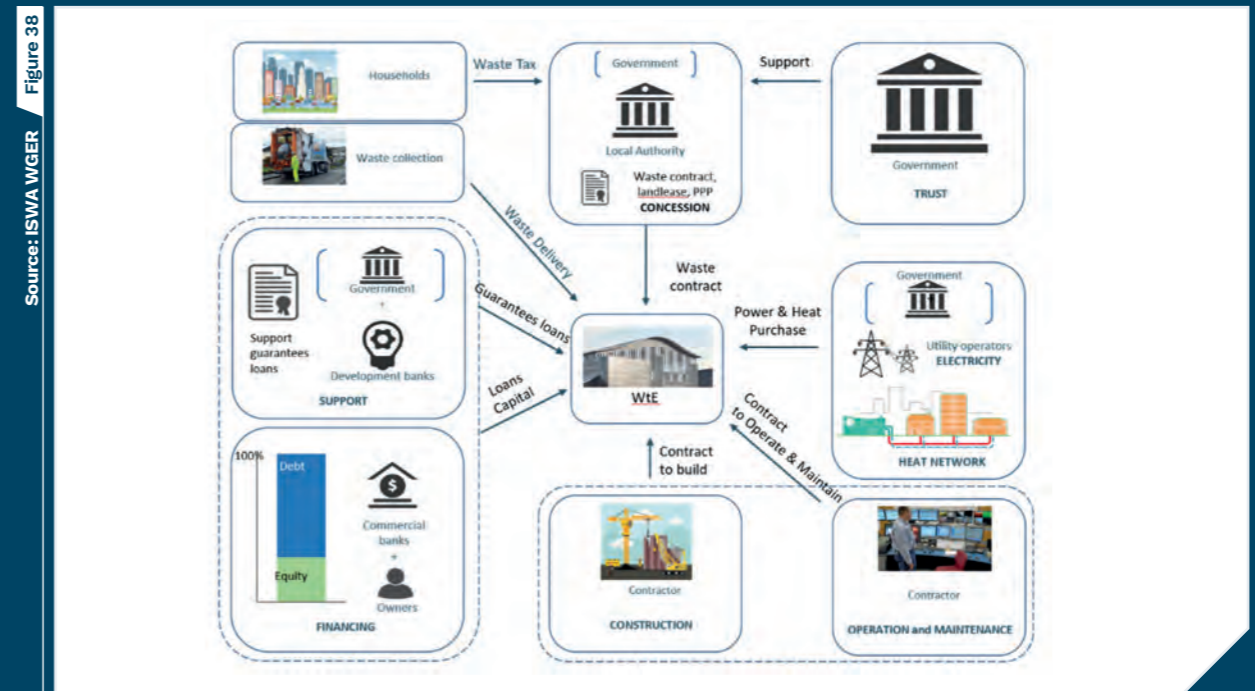 Figure 38
Source: ISWA WGER
Households
Waste Tax
Waste collection
Government
Local Authority
Waste contract,
landlease, PPP
CONCESSION
Support
Government
TRUST
Waste Delivery
Waste
contract
Support
guarantees
loans
Government
+
Development banks
SUPPORT
Guarantees loans
WtE
Power & Heat
Purchase
Government
Utility operators
ELECTRICITY
HEAT NETWORK
Loans
Capital
100%
Debt
Equity
$
Commercial
banks
+
Owners
FINANCING
Contract
to build
Contract
to Operate & Maintain
Contractor
CONSTRUCTION
Contractor
OPERATION and MAINTENANCE